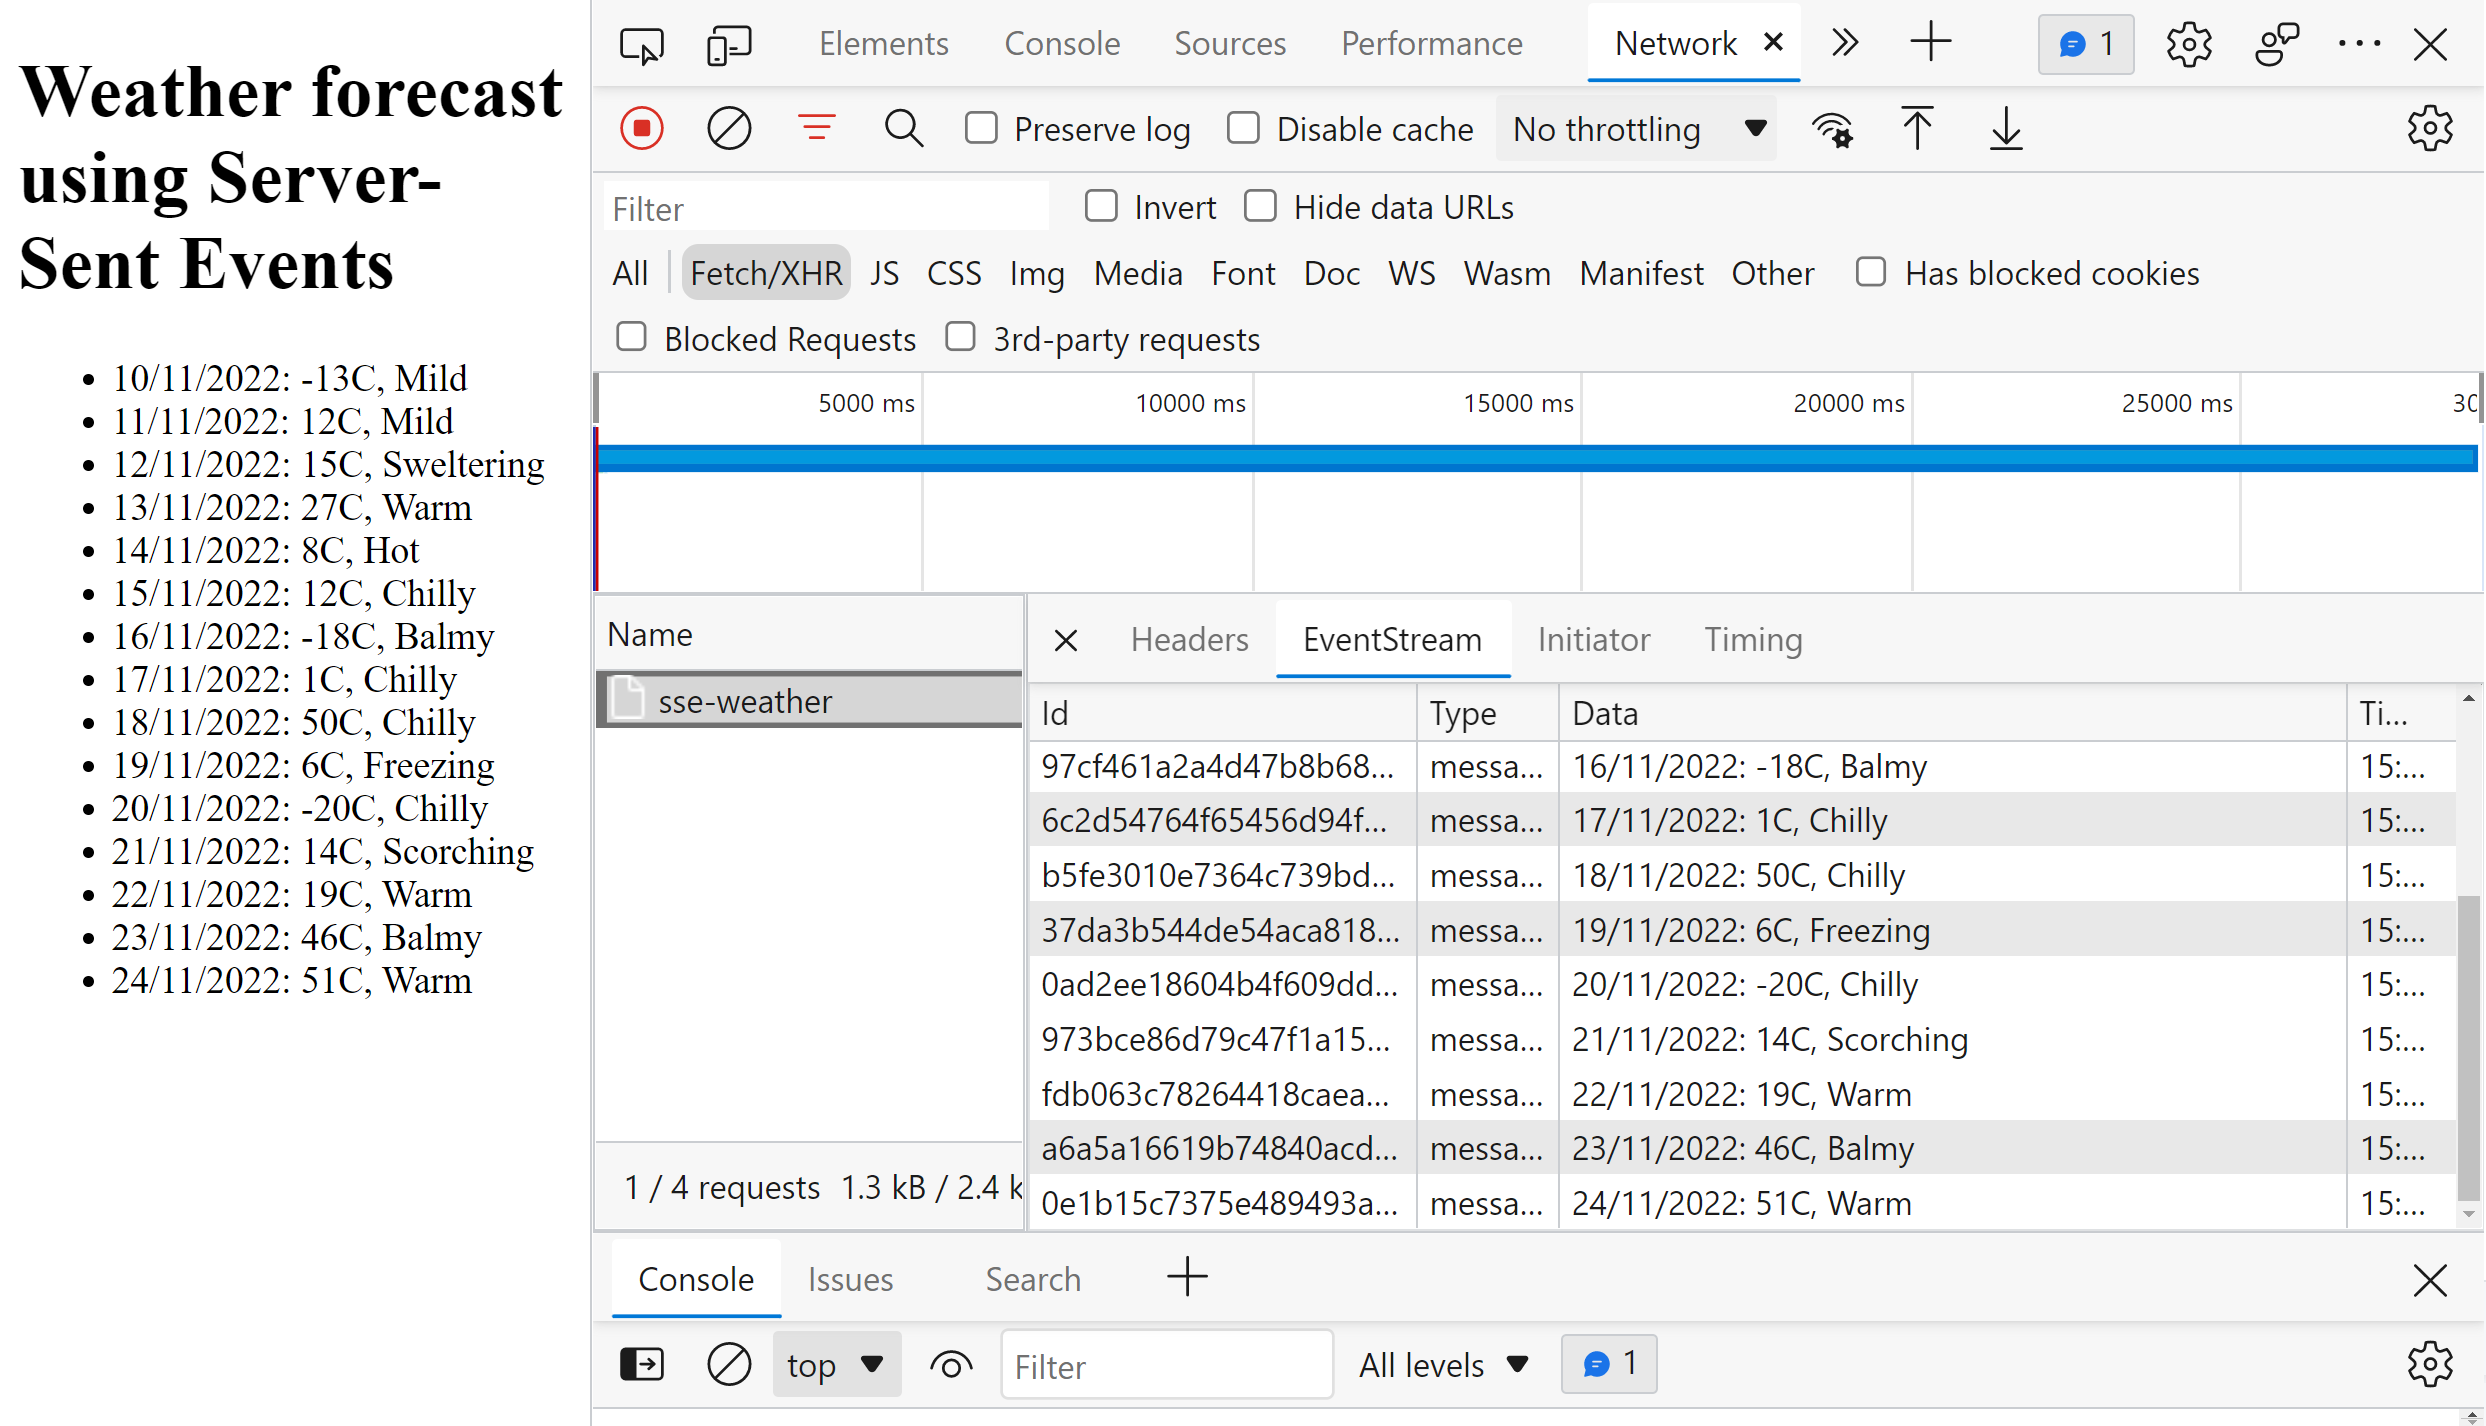 Weather forecast
using Server-
Sent Events
10/11/2022: -13C, Mild
11/11/2022: 12C, Mild
12/11/2022: 15C, Sweltering
13/11/2022: 27C, Warm
14/11/2022: 8C, Hot
15/11/2022: 12C, Chilly
16/11/2022: -18C, Balmy
17/11/2022: 1C, Chilly
18/11/2022: 50C, Chilly
19/11/2022: 6C, Freezing
20/11/2022: -20C, Chilly
21/11/2022: 14C, Scorching
22/11/2022: 19C, Warm
23/11/2022: 46C, Balmy
24/11/2022: 51C, Warm
Elements Console Sources Performance Network 1
Preserve log Disable cache No throttling
Filter Invert Hide data URLs
All Fetch/XHR JS CSS Img Media Font Doc WS Wasm Manifest Other Has blocked cookies
Blocked Requests 3rd-party requests
5000 ms 10000 ms 15000 ms 20000 ms 25000 ms 30
Name
sse-weather
1 / 4 requests 1.3 kB / 2.4 k
Headers EventStream Initiator Timing
Id Type Data Ti...
97cf461a2a4d47b8b68... messa... 16/11/2022: -18C, Balmy 15:...
6c2d54764f65456d94f... messa... 17/11/2022: 1C, Chilly 15:...
b5fe3010e7364c739bd... messa... 18/11/2022: 50C, Chilly 15:...
37da3b544de54aca818... messa... 19/11/2022: 6C, Freezing 15:...
0ad2ee18604b4f609dd... messa... 20/11/2022: -20C, Chilly 15:...
973bce86d79c47f1a15... messa... 21/11/2022: 14C, Scorching 15:...
fdb063c78264418caea... messa... 22/11/2022: 19C, Warm 15:...
a6a5a16619b74840acd... messa... 23/11/2022: 46C, Balmy 15:...
0e1b15c7375e489493a... messa... 24/11/2022: 51C, Warm 15:...
Console Issues Search
top Filter All levels 1